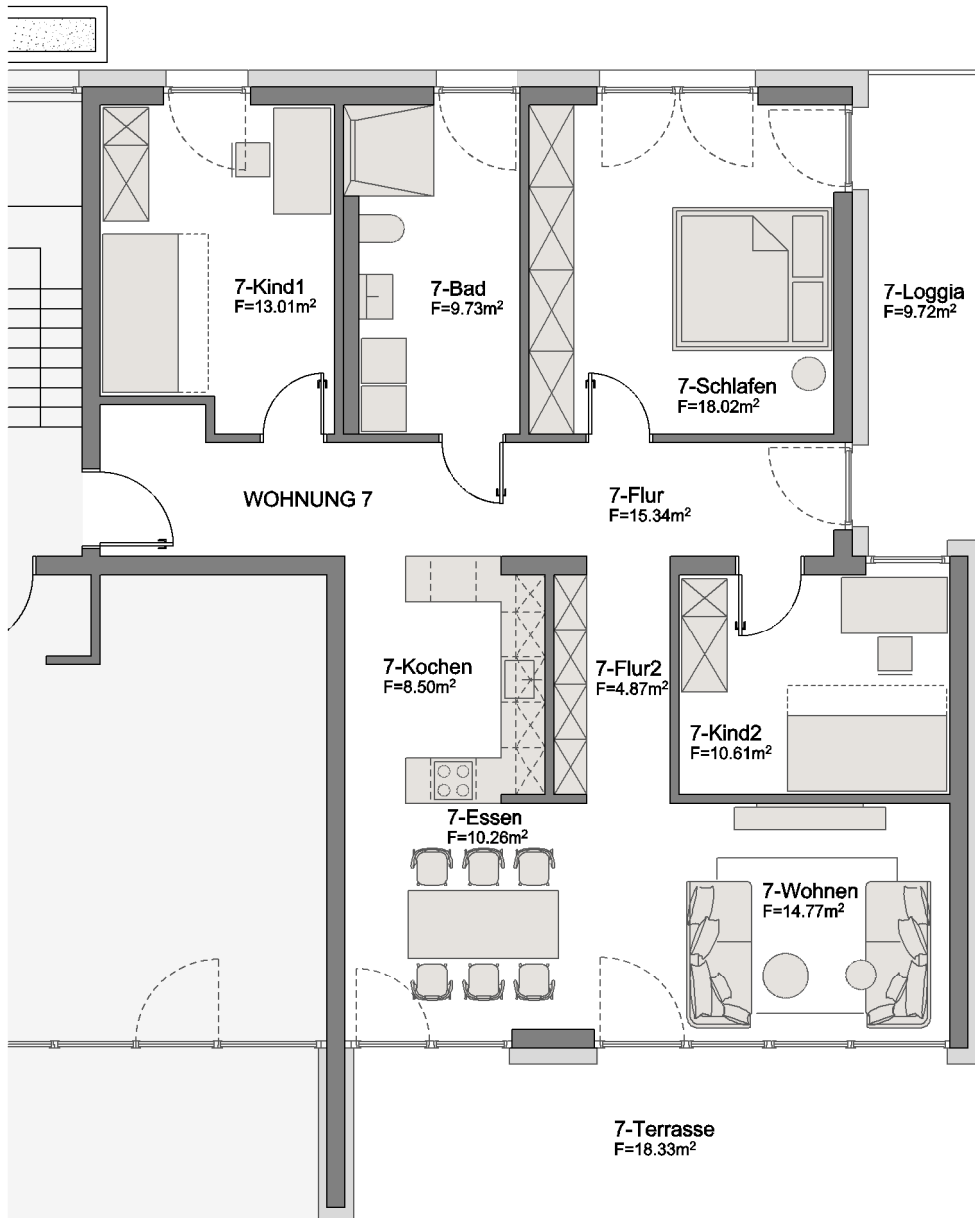 7-Kind1
F=13.01m²
7-Bad
F=9.73m²
7-Loggia
F=9.72m²
7-Schlafen
F=18.02m²
WOHNUNG 7
7-Flur
F=15.34m²
7-Kochen
F=8.50m²
7-Flur2
F=4.87m²
7-Kind2
F=10.61m²
7-Essen
F=10.26m²
7-Wohnen
F=14.77m²
7-Terrasse
F=18.33m²